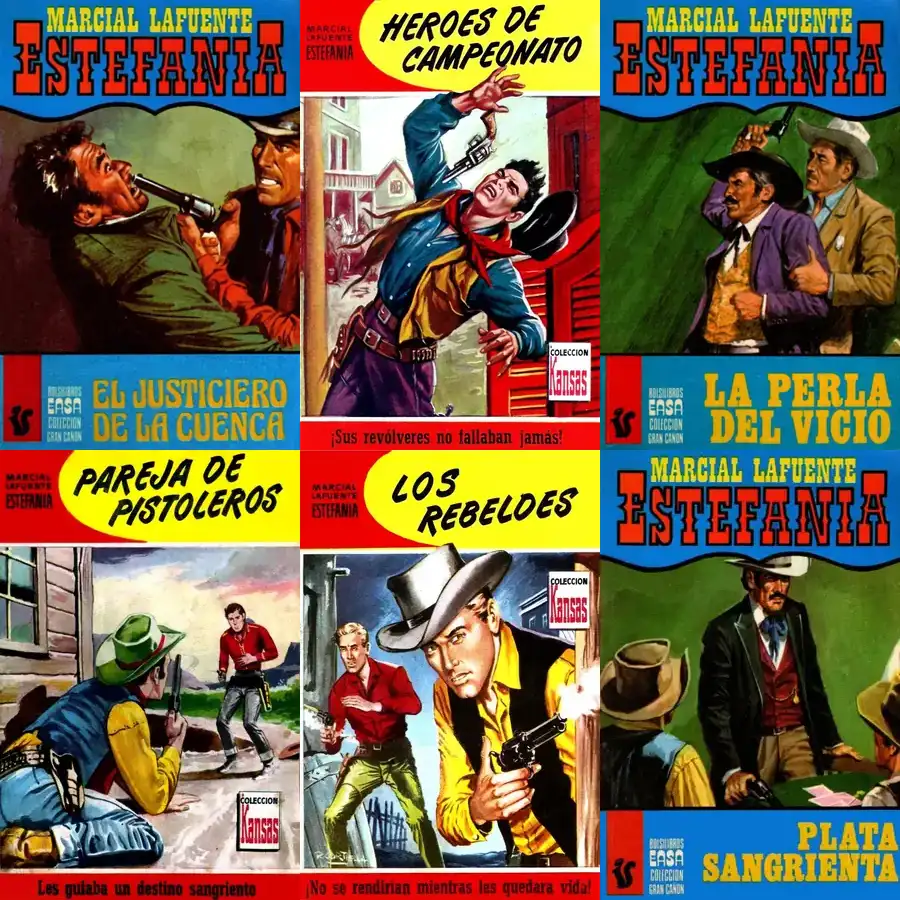 MARCIAL LAFUENTE
ESTEFANIA
EL JUSTICIERO
DE LA CUENCA
BOLSILIBROS
EASA
COLECCION
GRAN CAÑON
MARCIAL
LAFUENTE
ESTEFANIA
HEROES DE
CAMPEONATO
COLECCION
Kansas
¡Sus revólveres no fallaban jamás!
MARCIAL LAFUENTE
ESTEFANIA
BOLSILIBROS
EASA
COLECCION
GRAN CAÑON
LA PERLA
DEL VICIO
MARCIAL
LAFUENTE
ESTEFANIA
PAREJA DE
PISTOLEROS
COLECCION
Kansas
Les guiaba un destino sangriento
MARCIAL
LAFUENTE
ESTEFANIA
LOS
REBELDES
COLECCION
Kansas
¡No se rendirían mientras les quedara vida!
MARCIAL LAFUENTE
ESTEFANIA
BOLSILIBROS
EASA
COLECCION
GRAN CAÑON
PLATA
SANGRIENTA